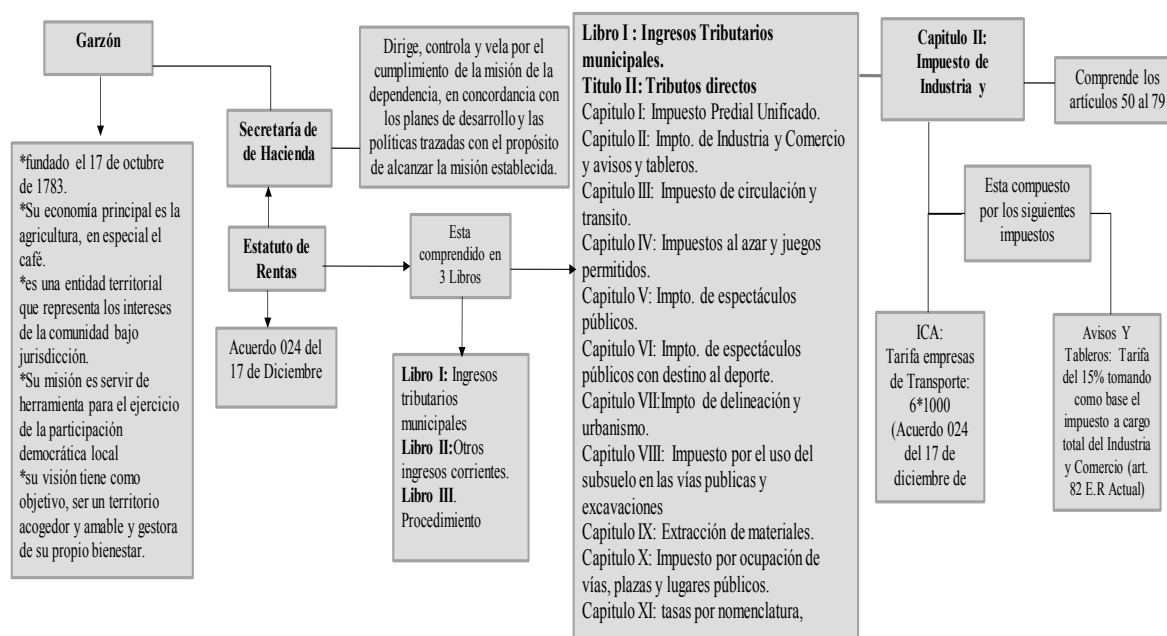 Garzón
*fundado el 17 de octubre
de 1783.
*Su economía principal es la
agricultura, en especial el
café.
*es una entidad territorial
que representa los intereses
de la comunidad bajo
jurisdicción.
*Su misión es servir de
herramienta para el ejercicio
de la participación
democrática local
*su visión tiene como
objetivo, ser un territorio
acogedor y amable y gestora
de su propio bienestar.
Secretaría de
de Hacienda
Dirige, controla y vela por el
cumplimiento de la misión de la
dependencia, en concordancia con
los planes de desarrollo y las
políticas trazadas con el propósito
de alcanzar la misión establecida.
Estatuto de
Rentas
Acuerdo 024 del
17 de Diciembre
Esta
comprendido en
3 Libros
Libro I: Ingresos
tributarios
municipales
Libro II:Otros
ingresos corrientes.
Libro III.
Procedimiento
Libro I : Ingresos Tributarios
municipales.
Titulo II: Tributos directos
Capitulo I: Impuesto Predial Unificado.
Capitulo II: Impto. de Industria y Comercio
y avisos y tableros.
Capitulo III: Impuesto de circulación y
transito.
Capitulo IV: Impuestos al azar y juegos
permitidos.
Capitulo V: Impto. de espectáculos
públicos.
Capitulo VI: Impto. de espectáculos
públicos con destino al deporte.
Capitulo VII:Impto de delineación y
urbanismo.
Capitulo VIII: Impuesto por el uso del
subsuelo en las vías publicas y
excavaciones
Capitulo IX: Extracción de materiales.
Capitulo X: Impuesto por ocupación de
vías, plazas y lugares públicos.
Capitulo XI: tasas por nomenclatura,
Capitulo II:
Impuesto de
Industria y
Comprende los
artículos 50 al 79
Esta compuesto
por los siguientes
impuestos
ICA:
Tarifa empresas
de Transporte:
6*1000
(Acuerdo 024
del 17 de
diciembre de
Avisos Y
Tableros: Tarifa
del 15% tomando
como base el
impuesto a cargo
total del Industria
y Comercio (art.
82 E.R Actual)